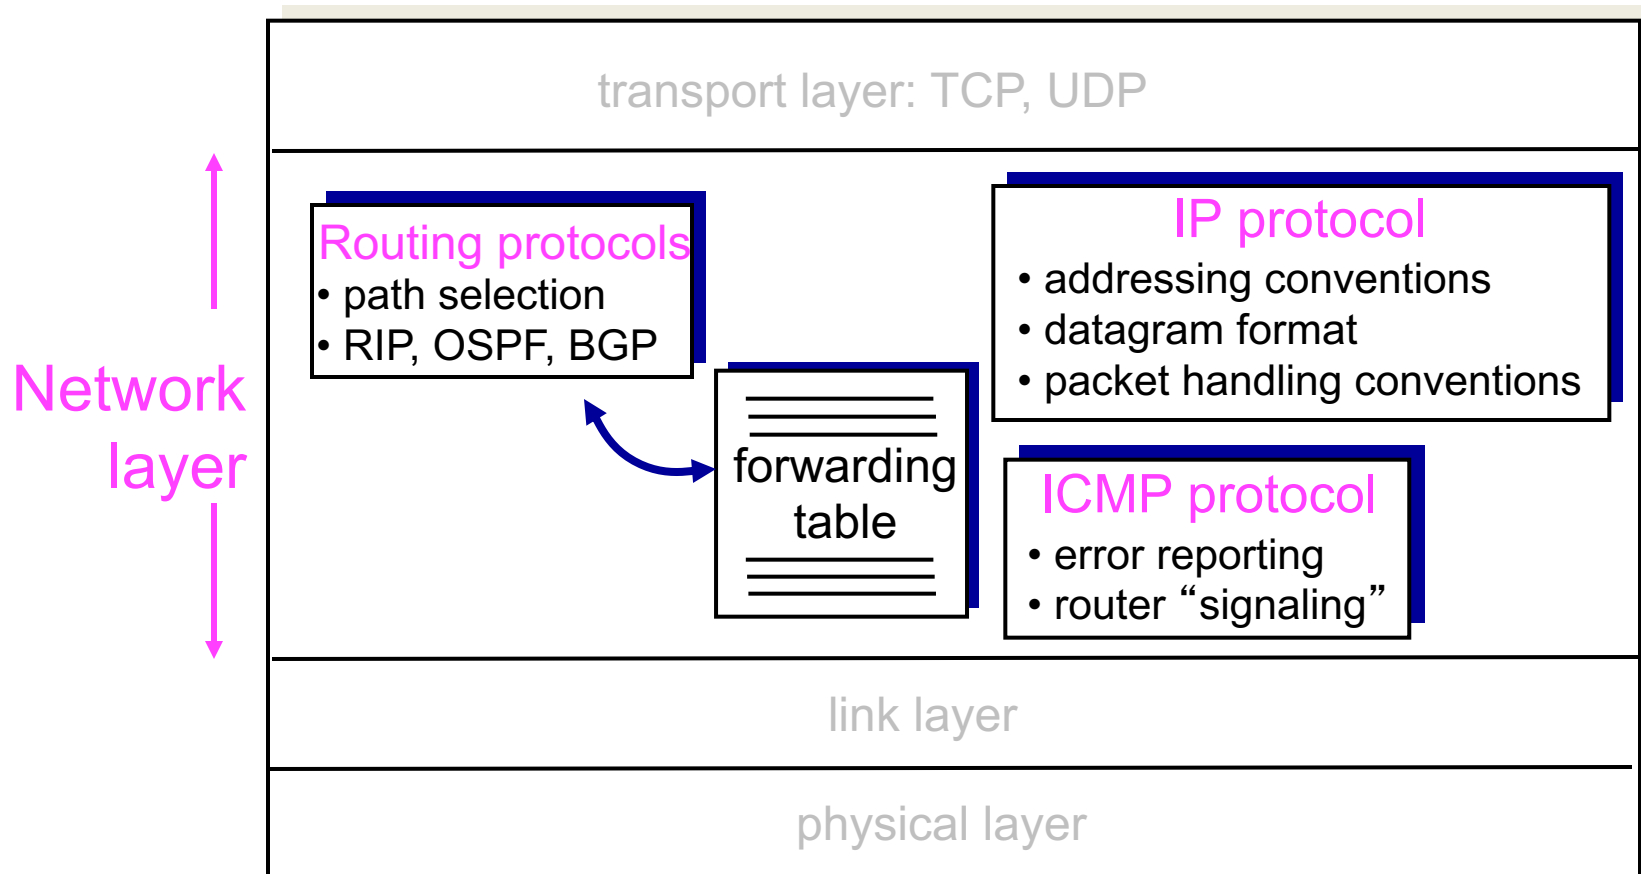 transport layer: TCP, UDP
Network
layer
Routing protocols
• path selection
• RIP, OSPF, BGP
forwarding
table
IP protocol
• addressing conventions
• datagram format
• packet handling conventions
ICMP protocol
• error reporting
• router “signaling”
link layer
physical layer